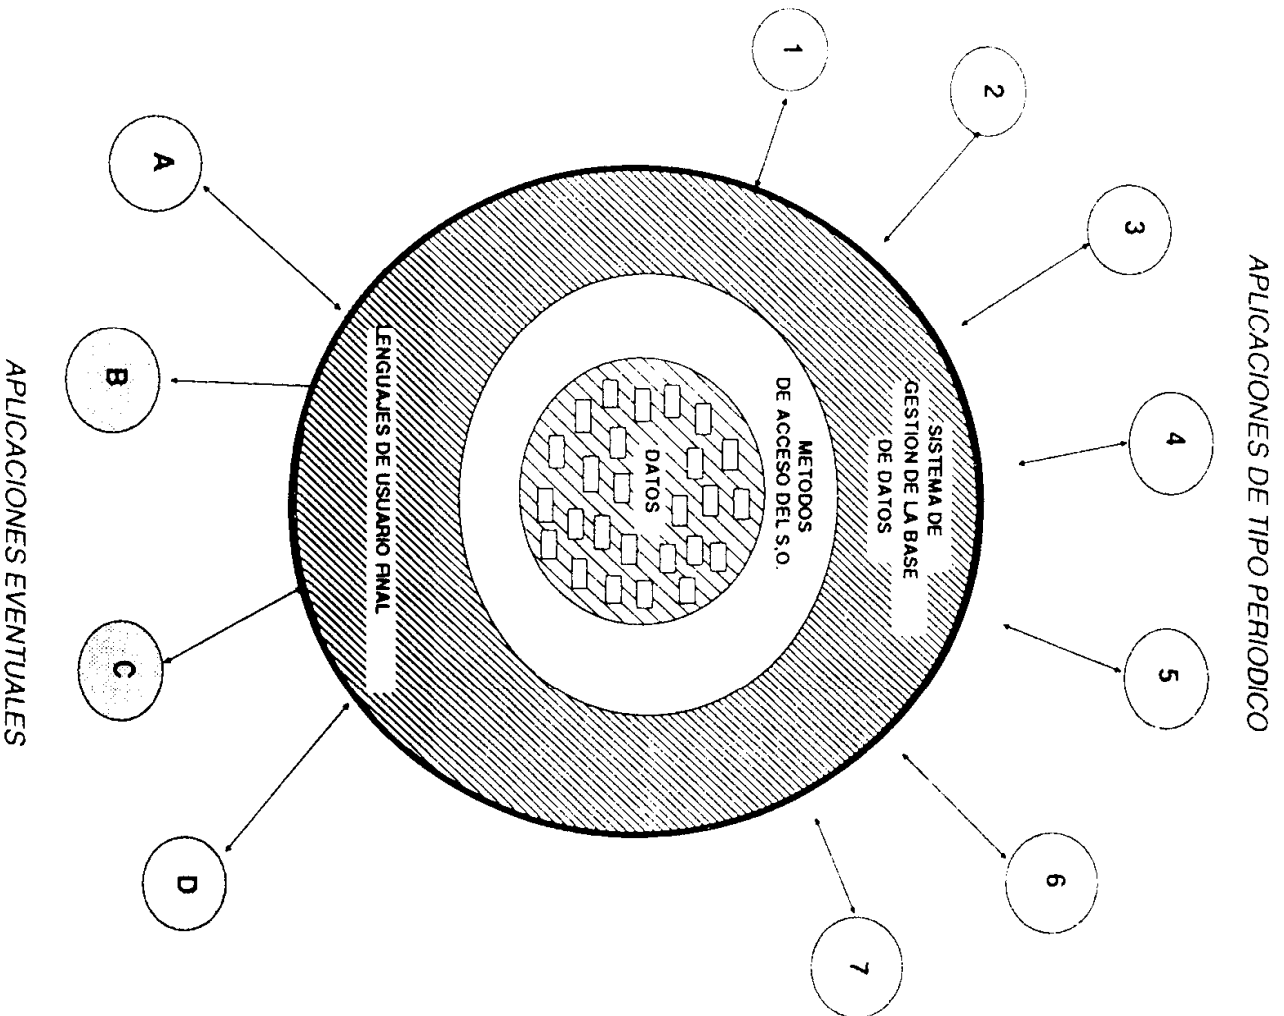 APLICACIONES DE TIPO PERIODICO
1
2
3
4
5
6
7
SISTEMA DE
GESTION DE LA BASE
DE DATOS
METODOS
DE ACCESO DEL S.O.
DATOS
LENGUAJES DE USUARIO FINAL
A
B
C
D
APLICACIONES EVENTUALES